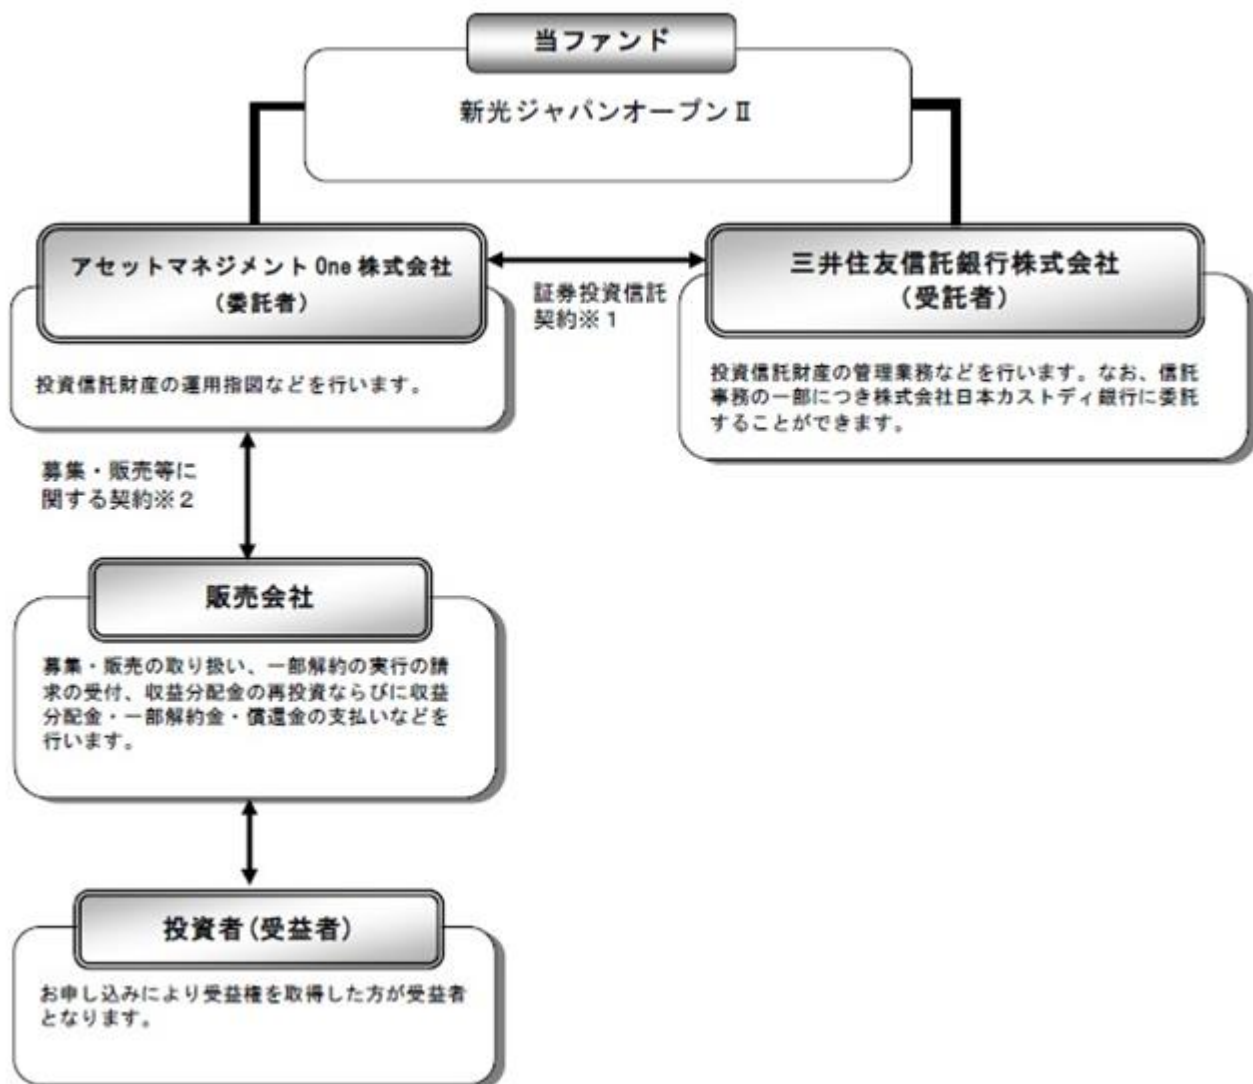 当ファンド
新光ジャパンオープンⅡ
アセットマネジメントOne株式会社
（委託者）
投資信託財産の運用指図などを行います。
証券投資信託
契約※1
三井住友信託銀行株式会社
（受託者）
投資信託財産の管理業務などを行います。なお、信託
事務の一部につき株式会社日本カストディ銀行に委託
することができます。
募集・販売等に
関する契約※2
販売会社
募集・販売の取り扱い、一部解約の実行の請
求の受付、収益分配金の再投資ならびに収益
分配金・一部解約金・償還金の支払いなどを
行います。
投資者(受益者)
お申し込みにより受益権を取得した方が受益者
となります。